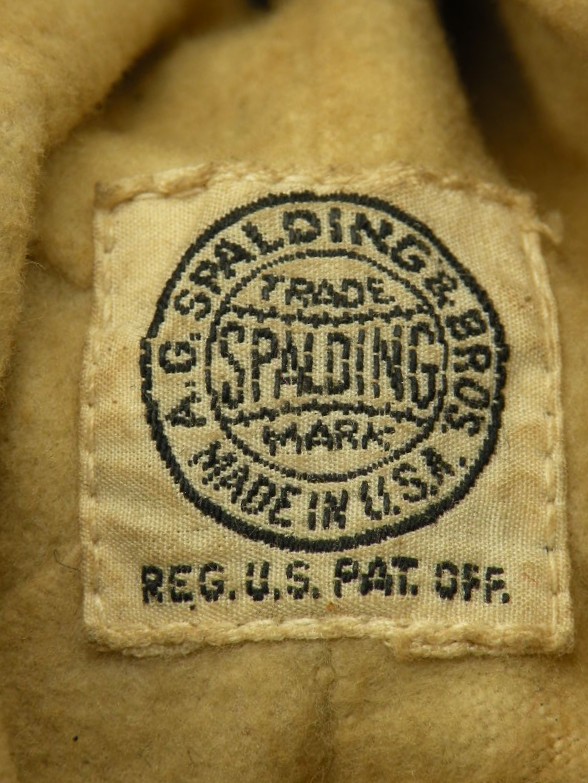 A.G. SPALDING & BROS.
TRADE
SPALDING
MARK
MADE IN U.S.A.
REG. U.S. PAT. OFF.